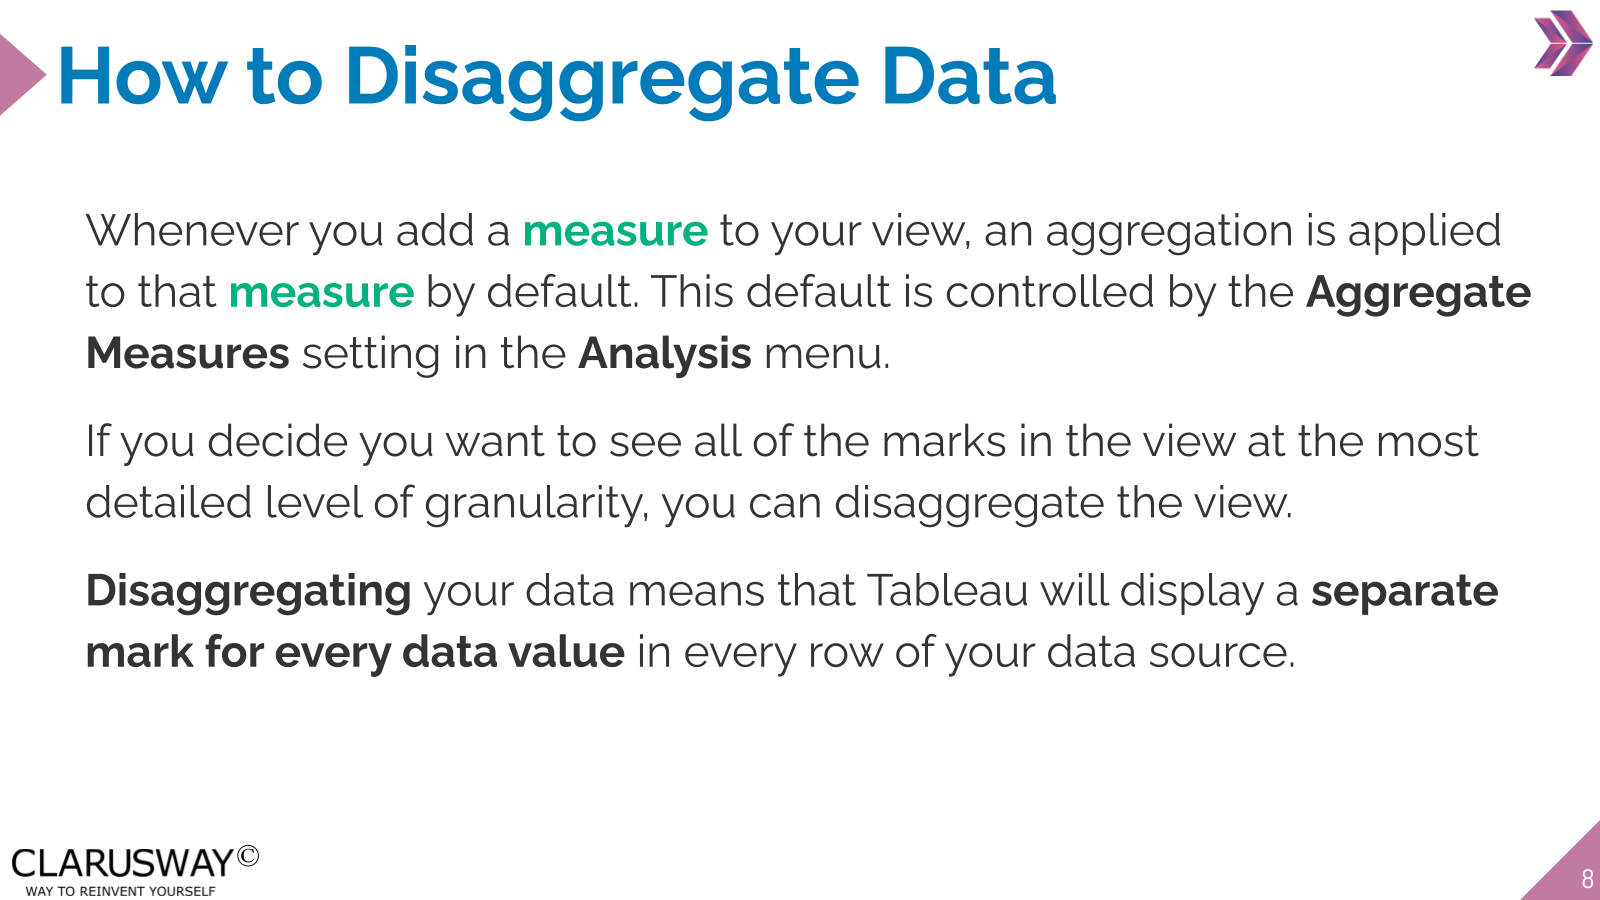 How to Disaggregate Data
Whenever you add a measure to your view, an aggregation is applied
to that measure by default. This default is controlled by the Aggregate
Measures setting in the Analysis menu.
If you decide you want to see all of the marks in the view at the most
detailed level of granularity, you can disaggregate the view.
Disaggregating your data means that Tableau will display a separate
mark for every data value in every row of your data source.
CLARUSWAY©
WAY TO REINVENT YOURSELF
8